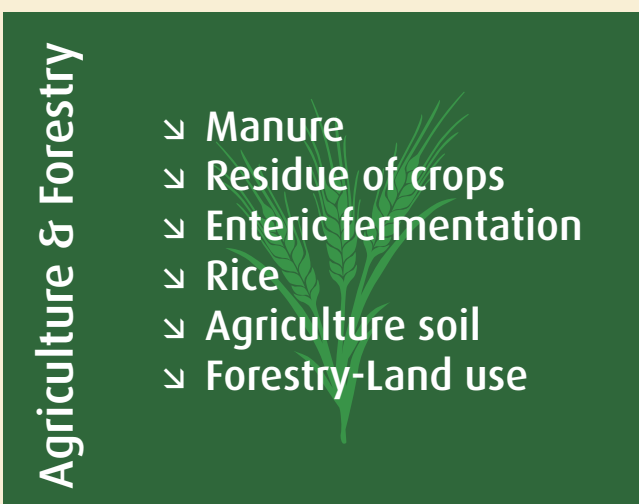 Agriculture & Forestry
↘ Manure
↘ Residue of crops
↘ Enteric fermentation
↘ Rice
↘ Agriculture soil
↘ Forestry-Land use